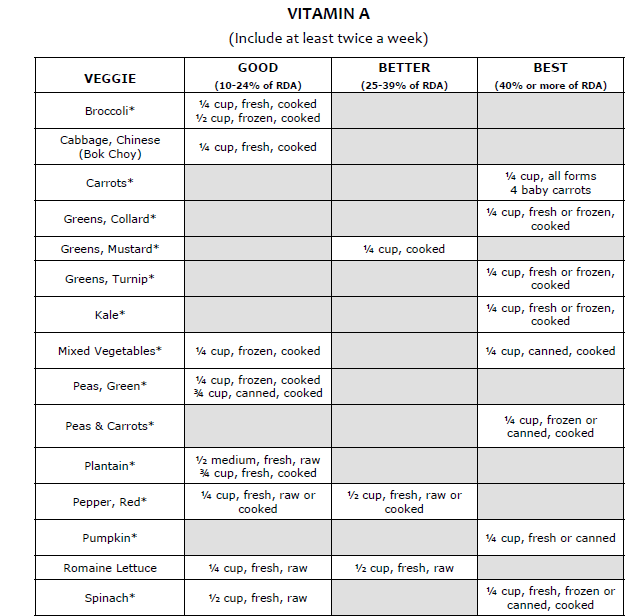 VITAMIN A
(Include at least twice a week)
VEGGIE
GOOD
(10-24% of RDA)
BETTER
(25-39% of RDA)
BEST
(40% or more of RDA)
Broccoli*
¼ cup, fresh, cooked
½ cup, frozen, cooked
Cabbage, Chinese
(Bok Choy)
¼ cup, fresh, cooked
Carrots*
¼ cup, all forms
4 baby carrots
Greens, Collard*
¼ cup, fresh or frozen,
cooked
Greens, Mustard*
¼ cup, cooked
Greens, Turnip*
¼ cup, fresh or frozen,
cooked
Kale*
¼ cup, fresh or frozen,
cooked
Mixed Vegetables*
¼ cup, frozen, cooked
¼ cup, canned, cooked
Peas, Green*
¼ cup, frozen, cooked
¾ cup, canned, cooked
Peas & Carrots*
¼ cup, frozen or
canned, cooked
Plantain*
½ medium, fresh, raw
¾ cup, fresh, cooked
Pepper, Red*
¼ cup, fresh, raw or
cooked
½ cup, fresh, raw or
cooked
Pumpkin*
¼ cup, fresh or canned
Romaine Lettuce
¼ cup, fresh, raw
½ cup, fresh, raw
Spinach*
½ cup, fresh, raw
¼ cup, fresh, frozen or
canned, cooked